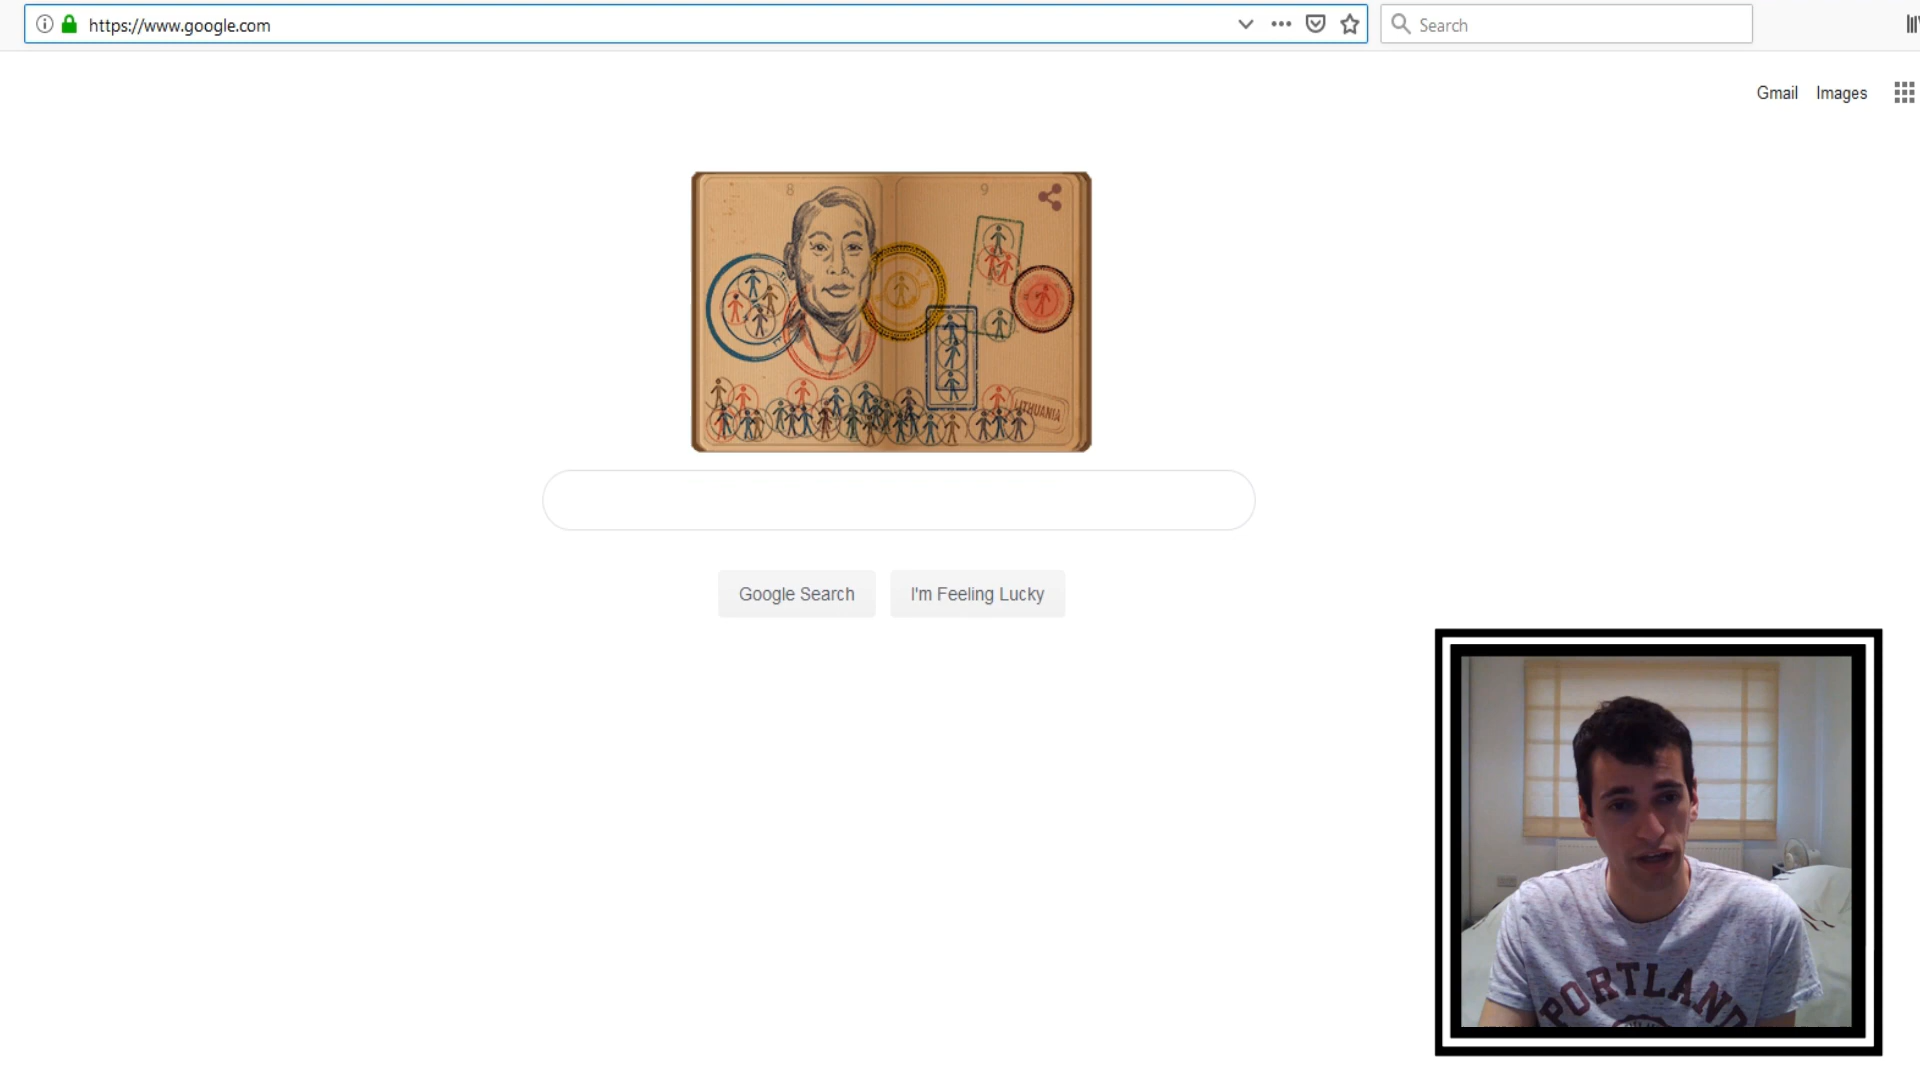 https://www.google.com
Search
Gmail Images
8 9
LITHUANIA
Google Search I'm Feeling Lucky
PORTLAND